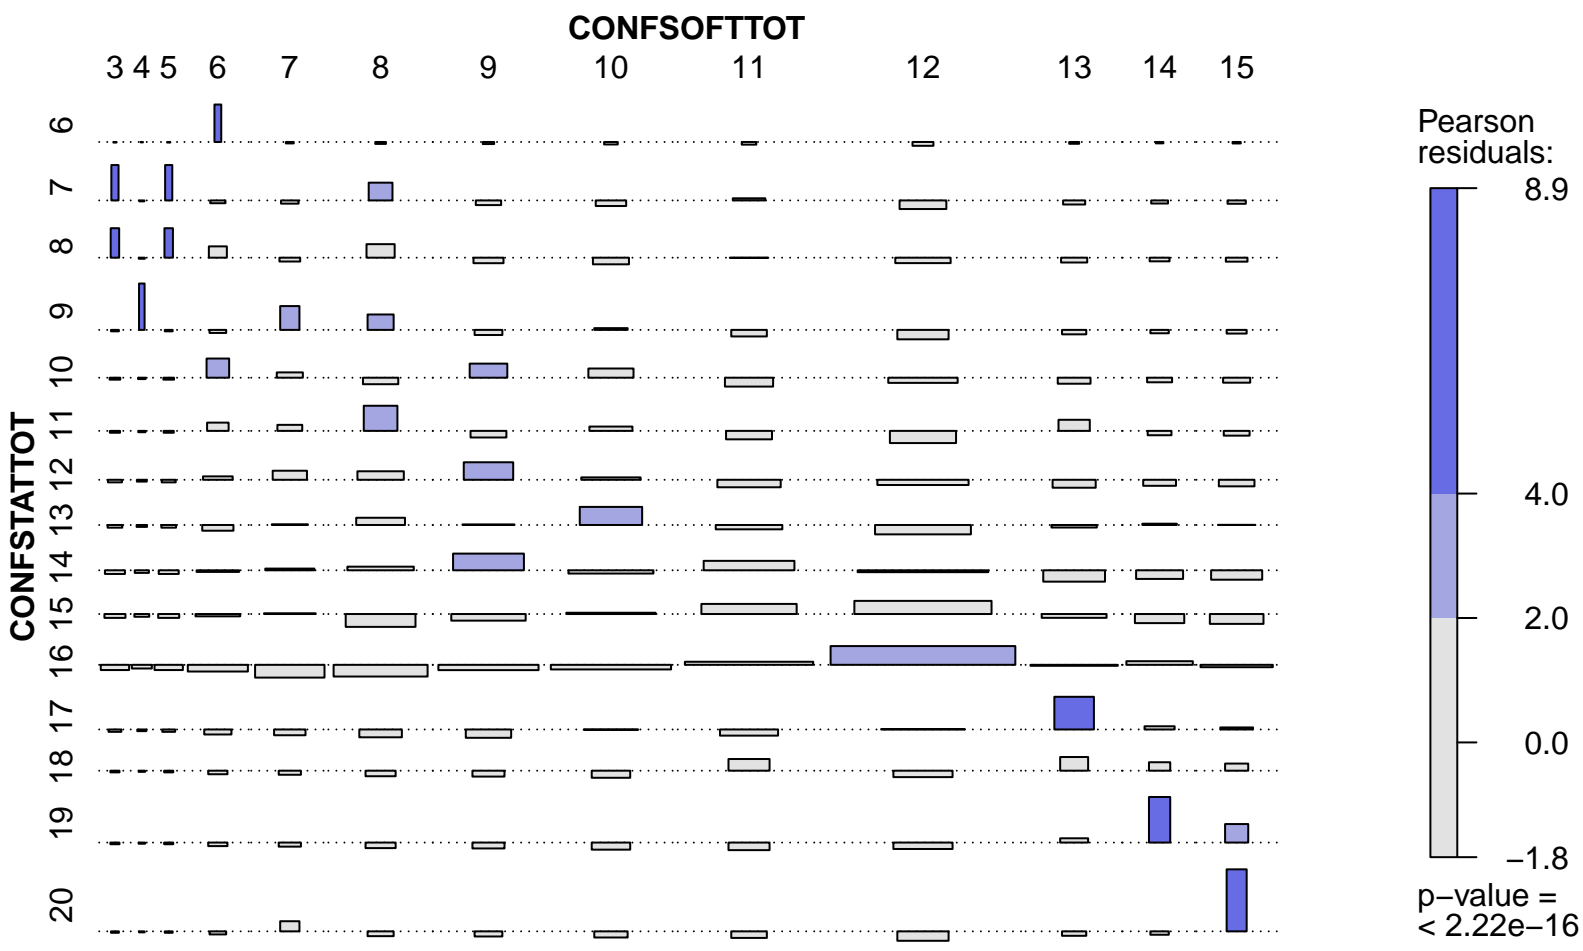 CONFSOFTTOT
3 4 5 6 7 8 9 10 11 12 13 14 15
CONFSTATTOT
6
7
8
9
10
11
12
13
14
15
16
17
18
19
20
Pearson
residuals:
8.9
4.0
2.0
0.0
−1.8
p−value =
< 2.22e−16